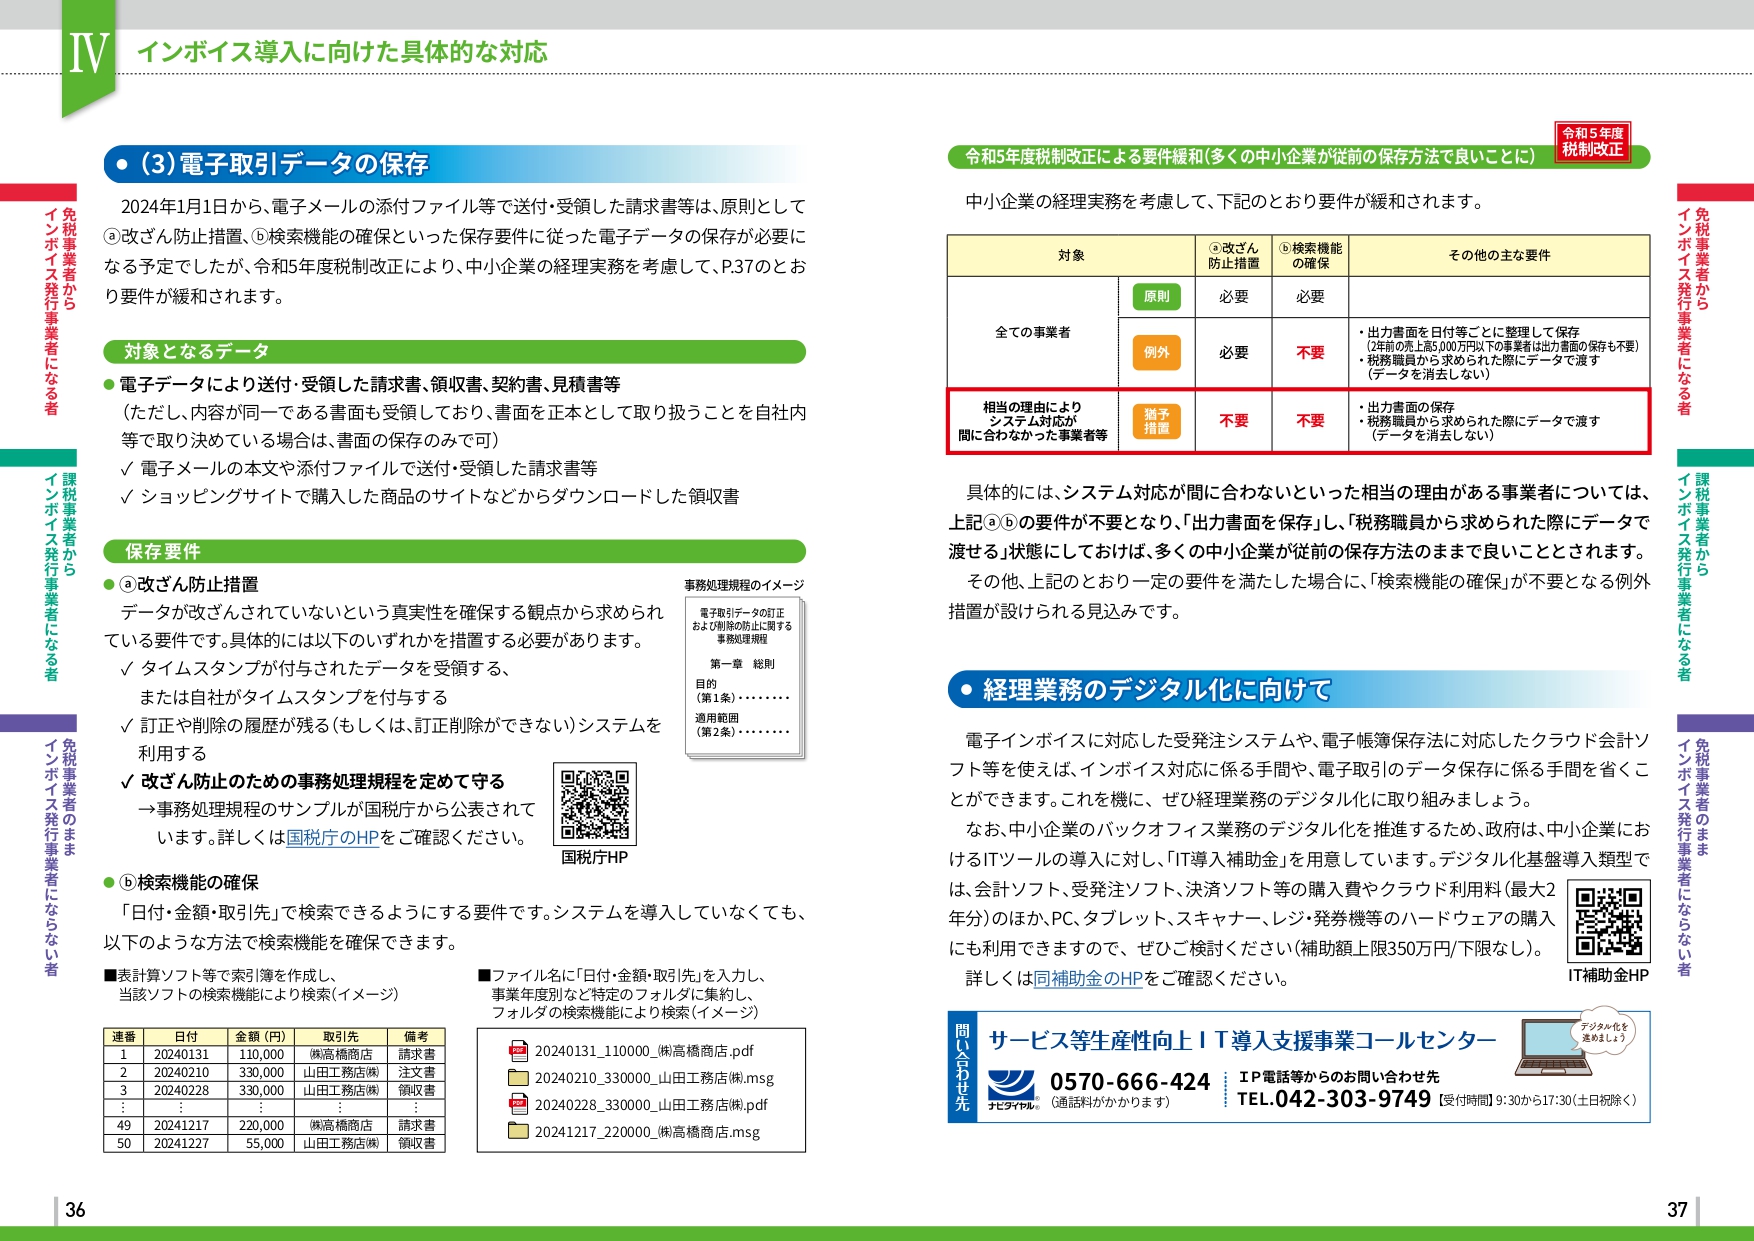 Ⅳ インボイス導入に向けた具体的な対応
免税事業者から
インボイス発行事業者になる者
課税事業者から
インボイス発行事業者になる者
免税事業者のまま
インボイス発行事業者にならない者
●(3)電子取引データの保存
2024年1月1日から、電子メールの添付ファイル等で送付・受領した請求書等は、原則として
ⓐ改ざん防止措置、ⓑ検索機能の確保といった保存要件に従った電子データの保存が必要に
なる予定でしたが、令和5年度税制改正により、中小企業の経理実務を考慮して、P.37のとお
り要件が緩和されます。
対象となるデータ
●電子データにより送付・受領した請求書、領収書、契約書、見積書等
(ただし、内容が同一である書面も受領しており、書面を正本として取り扱うことを自社内
等で取り決めている場合は、書面の保存のみで可)
✓ 電子メールの本文や添付ファイルで送付・受領した請求書等
✓ ショッピングサイトで購入した商品のサイトなどからダウンロードした領収書
保存要件
●ⓐ改ざん防止措置
データが改ざんされていないという真実性を確保する観点から求められ
ている要件です。具体的には以下のいずれかを措置する必要があります。
✓ タイムスタンプが付与されたデータを受領する、
または自社がタイムスタンプを付与する
✓ 訂正や削除の履歴が残る(もしくは、訂正削除ができない)システムを
利用する
✓ 改ざん防止のための事務処理規程を定めて守る
→事務処理規程のサンプルが国税庁から公表されて
います。詳しくは国税庁のHPをご確認ください。
国税庁HP
事務処理規程のイメージ
電子取引データの訂正
および削除の防止に関する
事務処理規程
第一章 総則
目的
(第1条)‥‥‥‥
適用範囲
(第2条)‥‥‥‥
●ⓑ検索機能の確保
「日付・金額・取引先」で検索できるようにする要件です。システムを導入していなくても、
以下のような方法で検索機能を確保できます。
■表計算ソフト等で索引簿を作成し、
当該ソフトの検索機能により検索(イメージ)
連番 日付 金額(円) 取引先 備考
1 20240131 110,000 ㈱高橋商店 請求書
2 20240210 330,000 山田工務店㈱ 注文書
3 20240228 330,000 山田工務店㈱ 領収書
⋮ ⋮ ⋮ ⋮ ⋮
49 20241217 220,000 ㈱高橋商店 請求書
50 20241227 55,000 山田工務店㈱ 領収書
■ファイル名に「日付・金額・取引先」を入力し、
事業年度別など特定のフォルダに集約し、
フォルダの検索機能により検索(イメージ)
PDF 20240131_110000_㈱高橋商店.pdf
20240210_330000_山田工務店㈱.msg
PDF 20240228_330000_山田工務店㈱.pdf
20241217_220000_㈱高橋商店.msg
36
令和5年度税制改正による要件緩和(多くの中小企業が従前の保存方法で良いことに)
令和5年度
税制改正
中小企業の経理実務を考慮して、下記のとおり要件が緩和されます。
対象 ⓐ改ざん防止措置 ⓑ検索機能の確保 その他の主な要件
全ての事業者
原則 必要 必要
例外 必要 不要
・出力書面を日付等ごとに整理して保存
(2年前の売上高5,000万円以下の事業者は出力書面の保存も不要)
・税務職員から求められた際にデータで渡す
(データを消去しない)
相当の理由により
システム対応が
間に合わなかった事業者等
猶予措置 不要 不要
・出力書面の保存
・税務職員から求められた際にデータで渡す
(データを消去しない)
具体的には、システム対応が間に合わないといった相当の理由がある事業者については、
上記ⓐⓑの要件が不要となり、「出力書面を保存」し、「税務職員から求められた際にデータで
渡せる」状態にしておけば、多くの中小企業が従前の保存方法のままで良いこととされます。
その他、上記のとおり一定の要件を満たした場合に、「検索機能の確保」が不要となる例外
措置が設けられる見込みです。
●経理業務のデジタル化に向けて
電子インボイスに対応した受発注システムや、電子帳簿保存法に対応したクラウド会計ソ
フト等を使えば、インボイス対応に係る手間や、電子取引のデータ保存に係る手間を省くこ
とができます。これを機に、ぜひ経理業務のデジタル化に取り組みましょう。
なお、中小企業のバックオフィス業務のデジタル化を推進するため、政府は、中小企業にお
けるITツールの導入に対し、「IT導入補助金」を用意しています。デジタル化基盤導入類型で
は、会計ソフト、受発注ソフト、決済ソフト等の購入費やクラウド利用料(最大2
年分)のほか、PC、タブレット、スキャナー、レジ・発券機等のハードウェアの購入
にも利用できますので、ぜひご検討ください(補助額上限350万円/下限なし)。
詳しくは同補助金のHPをご確認ください。
IT補助金HP
問い合わせ先
サービス等生産性向上IT導入支援事業コールセンター
ナビダイヤル® 0570-666-424
(通話料がかかります)
IP電話等からのお問い合わせ先
TEL.042-303-9749【受付時間】9:30から17:30(土日祝除く)
デジタル化を
進めましょう
免税事業者から
インボイス発行事業者になる者
課税事業者から
インボイス発行事業者になる者
免税事業者のまま
インボイス発行事業者にならない者
37